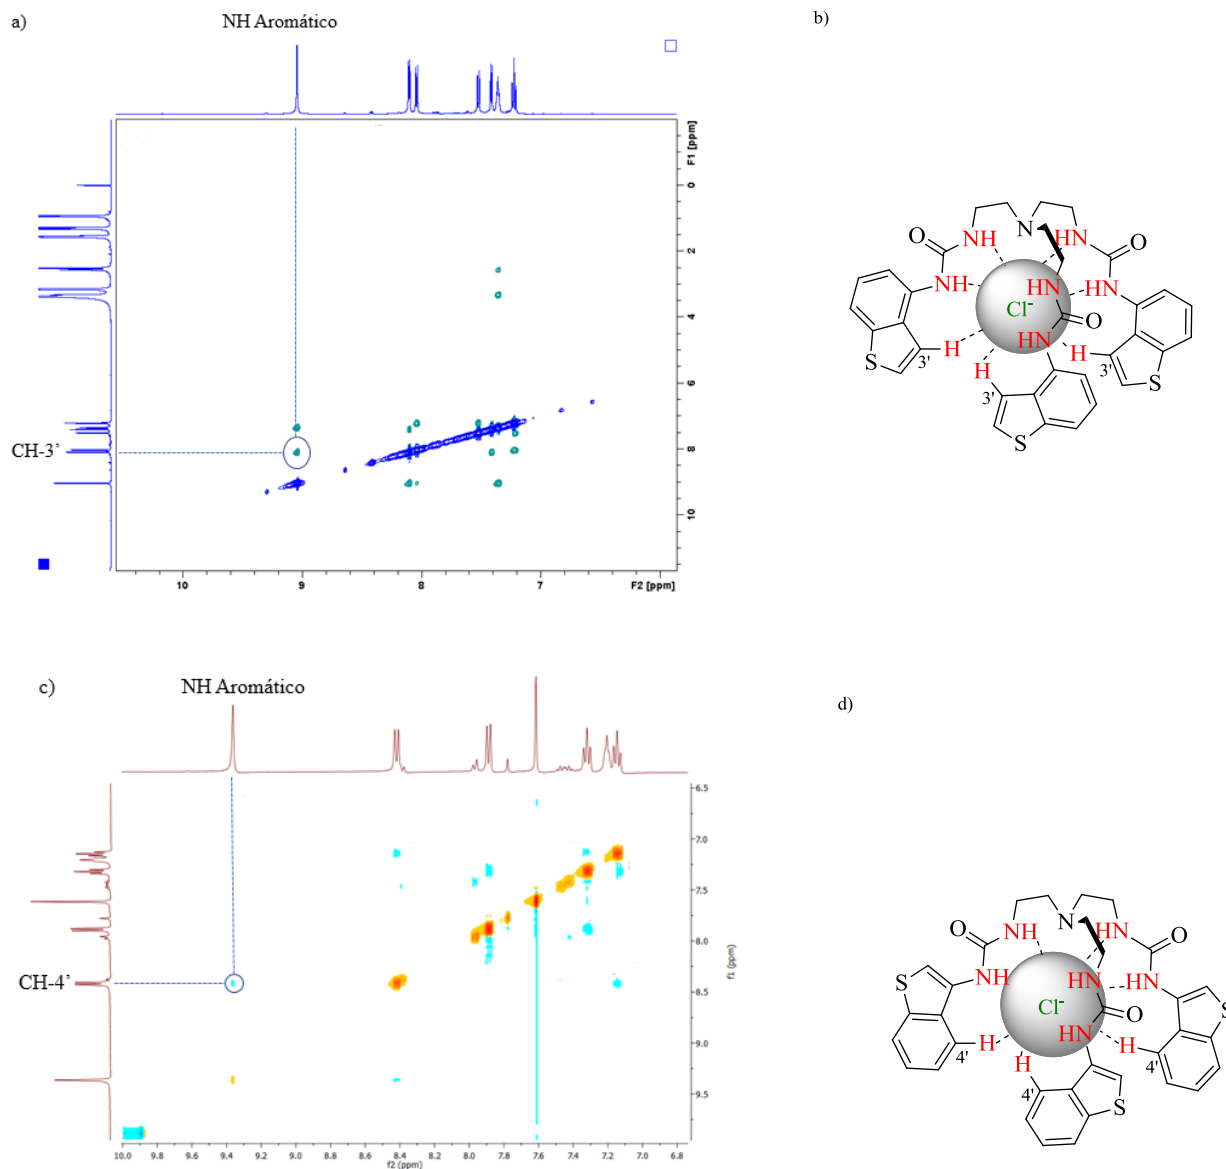 a)
NH Aromático
b)
F1 [ppm]
0
2
4
6
8
10
CH-3'
10
9
8
7
F2 [ppm]
N
O
NH
HN
O
NH
HN
HN
Cl-
O
HN
H
H
H
3'
3'
3'
S
S
S
c)
NH Aromático
d)
6.5
7.0
7.5
8.0
8.5
9.0
9.5
f1 (ppm)
CH-4'
10.0
9.8
9.6
9.4
9.2
9.0
8.8
8.6
8.4
8.2
8.0
7.8
7.6
7.4
7.2
7.0
6.8
f2 (ppm)
N
O
NH
HN
O
S
NH
HN
HN
S
Cl-
O
HN
H
H
H
4'
4'
4'
S